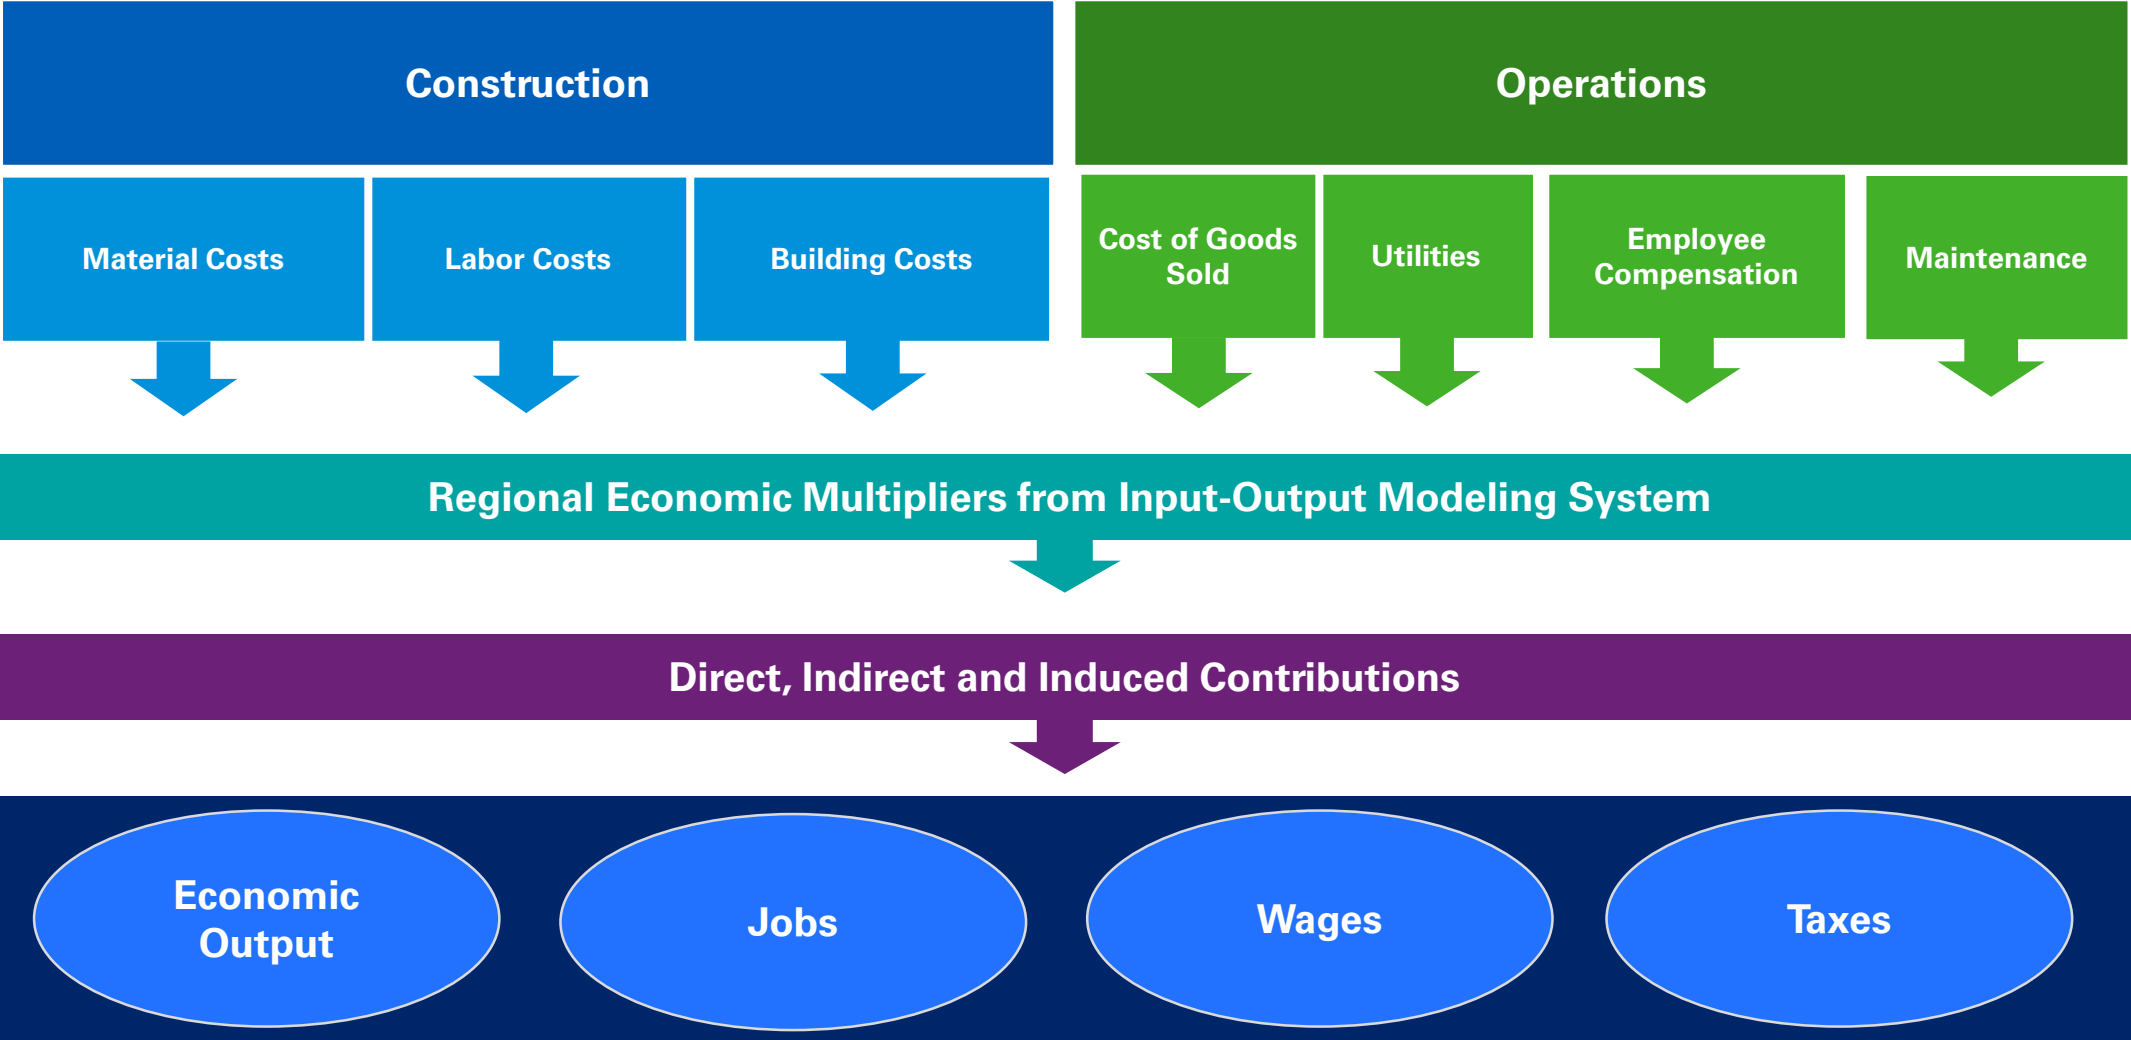 Construction
Operations
Material Costs
Labor Costs
Building Costs
Cost of Goods
Sold
Utilities
Employee
Compensation
Maintenance
Regional Economic Multipliers from Input-Output Modeling System
Direct, Indirect and Induced Contributions
Economic
Output
Jobs
Wages
Taxes